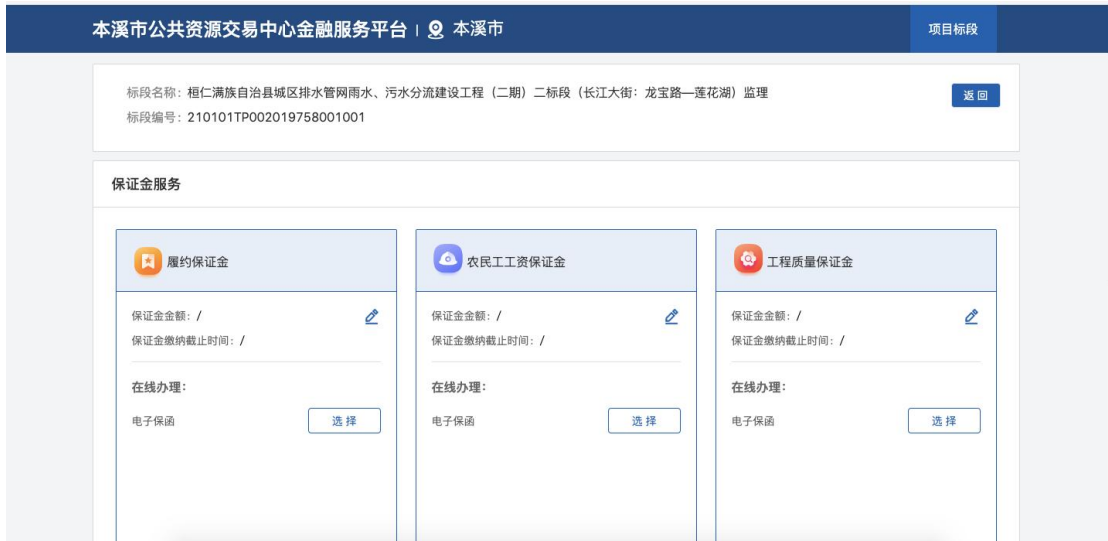 本溪市公共资源交易中心金融服务平台 | 本溪市 项目标段
标段名称：桓仁满族自治县城区排水管网雨水、污水分流建设工程（二期）二标段（长江大街：龙宝路—莲花湖）监理 返回
标段编号：210101TP002019758001001
保证金服务
履约保证金 农民工工资保证金 工程质量保证金
保证金金额：/ 保证金金额：/ 保证金金额：/
保证金缴纳截止时间：/ 保证金缴纳截止时间：/ 保证金缴纳截止时间：/
在线办理： 在线办理： 在线办理：
电子保函 选择 电子保函 选择 电子保函 选择